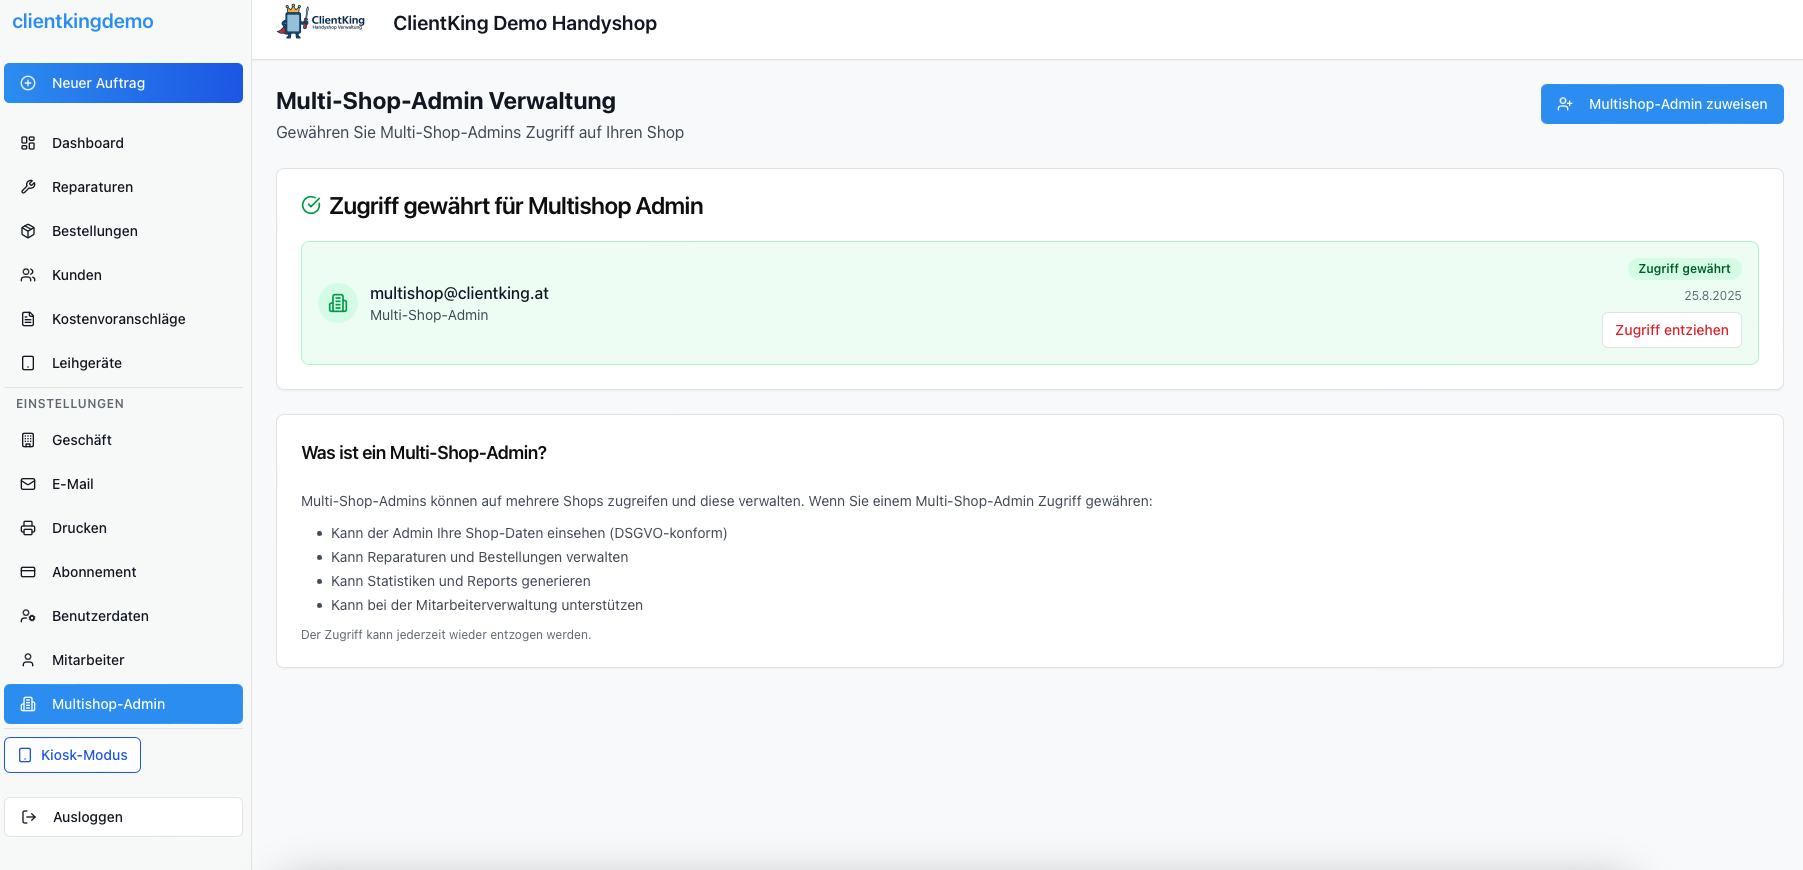 clientkingdemo
ClientKing
Handyshop Verwaltung
ClientKing Demo Handyshop
Neuer Auftrag
Dashboard
Reparaturen
Bestellungen
Kunden
Kostenvoranschläge
Leihgeräte
EINSTELLUNGEN
Geschäft
E-Mail
Drucken
Abonnement
Benutzerdaten
Mitarbeiter
Multishop-Admin
Kiosk-Modus
Ausloggen
Multi-Shop-Admin Verwaltung
Gewähren Sie Multi-Shop-Admins Zugriff auf Ihren Shop
Multishop-Admin zuweisen
Zugriff gewährt für Multishop Admin
multishop@clientking.at
Multi-Shop-Admin
Zugriff gewährt
25.8.2025
Zugriff entziehen
Was ist ein Multi-Shop-Admin?
Multi-Shop-Admins können auf mehrere Shops zugreifen und diese verwalten. Wenn Sie einem Multi-Shop-Admin Zugriff gewähren:
• Kann der Admin Ihre Shop-Daten einsehen (DSGVO-konform)
• Kann Reparaturen und Bestellungen verwalten
• Kann Statistiken und Reports generieren
• Kann bei der Mitarbeiterverwaltung unterstützen
Der Zugriff kann jederzeit wieder entzogen werden.